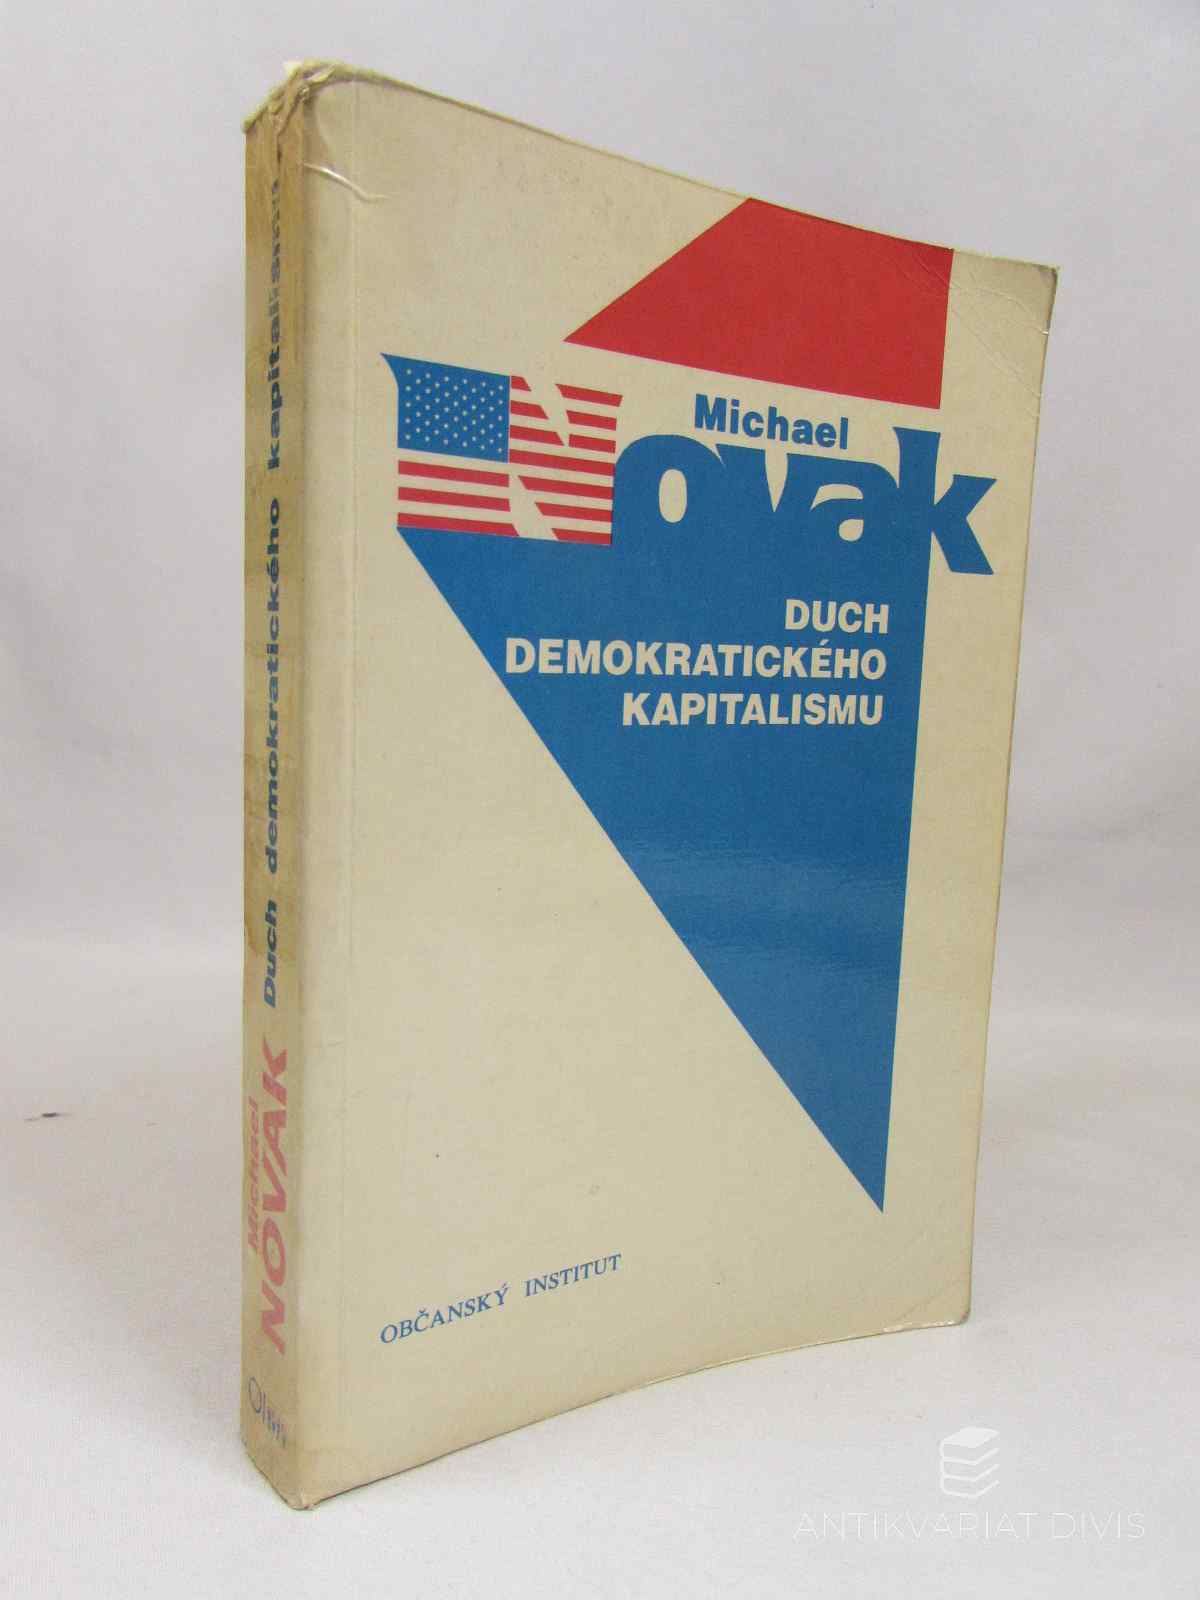 Michael
Novak
DUCH
DEMOKRATICKÉHO
KAPITALISMU
OBČANSKÝ INSTITUT
Michael
NOVAK
Duch demokratického kapitalismu
ANTIKVARIAT DIVIS